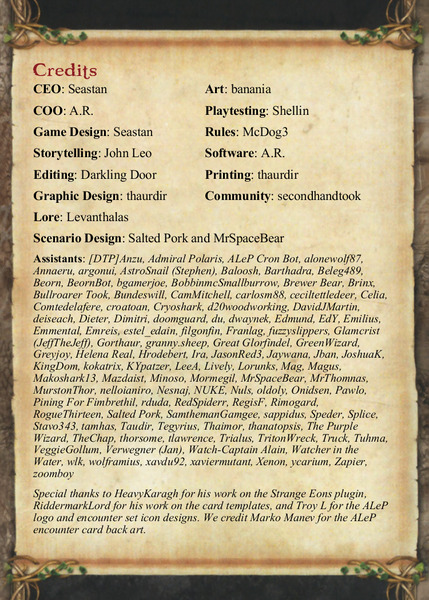 Credits
CEO: Seastan
Art: banania
COO: A.R.
Playtesting: Shellin
Game Design: Seastan
Rules: McDog3
Storytelling: John Leo
Software: A.R.
Editing: Darkling Door
Printing: thaurdir
Graphic Design: thaurdir
Community: secondhandtook
Lore: Levanthalas
Scenario Design: Salted Pork and MrSpaceBear
Assistants: [DTP]Anzu, Admiral Polaris, ALeP Cron Bot, alonewolf87,
Annaeru, argonui, AstroSnail (Stephen), Baloosh, Barthadra, Beleg489,
Beorn, BeornBot, bgamerjoe, BobbinmcSmallburrow, Brewer Bear, Brinx,
Bullroarer Took, Bundeswill, CamMitchell, carlosm88, ceciltettledeer, Celia,
Comtedelafere, croatoan, Cryoshark, d20woodworking, DavidJMartin,
deiseach, Dieter, Dimitri, doomguard, du, dwaynek, Edmund, EdY, Emilius,
Emmental, Emreis, estel_edain, filgonfin, Franlag, fuzzyslippers, Glamcrist
(JeffTheJeff), Gorthaur, granny.sheep, Great Glorfindel, GreenWizard,
Greyjoy, Helena Real, Hrodebert, Ira, JasonRed3, Jaywana, Jban, JoshuaK,
KingDom, kokatrix, KYpatzer, LeeA, Lively, Lorunks, Mag, Magus,
Makoshark13, Mazdaist, Minoso, Mormegil, MrSpaceBear, MrThomnas,
MurstonThor, nelloianiro, Nesnaj, NUKE, Nuls, oldoly, Onidsen, Pawlo,
Pining For Fimbrethil, rduda, RedSpiderr, RegisF, Rimogard,
RogueThirteen, Salted Pork, SamthemanGamgee, sappidus, Speder, Splice,
Stavo343, tamhas, Taudir, Tegyrius, Thaimor, thanatopsis, The Purple
Wizard, TheChap, thorsome, tlawrence, Trialus, TritonWreck, Truck, Tuhma,
VeggieGollum, Verwegner (Jan), Watch-Captain Alain, Watcher in the
Water, wlk, wolframius, xavdu92, xaviermutant, Xenon, ycarium, Zapier,
zoomboy
Special thanks to HeavyKaragh for his work on the Strange Eons plugin,
RiddermarkLord for his work on the card templates, and Troy L for the ALeP
logo and encounter set icon designs. We credit Marko Manev for the ALeP
encounter card back art.